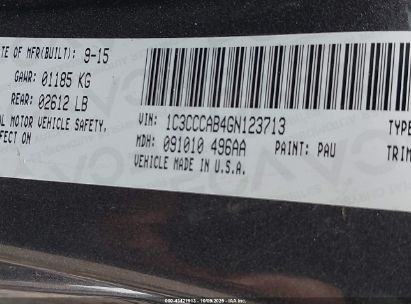 TE OF MFR(BUILT): 9-15
GAWR: 01185 KG
REAR: 02612 LB
AL MOTOR VEHICLE SAFETY,
FECT ON
VIN: 1C3CCCAB4GN123713
TYPE
MDH: 091010 496AA
PAINT: PAU
TRIM
VEHICLE MADE IN U.S.A.